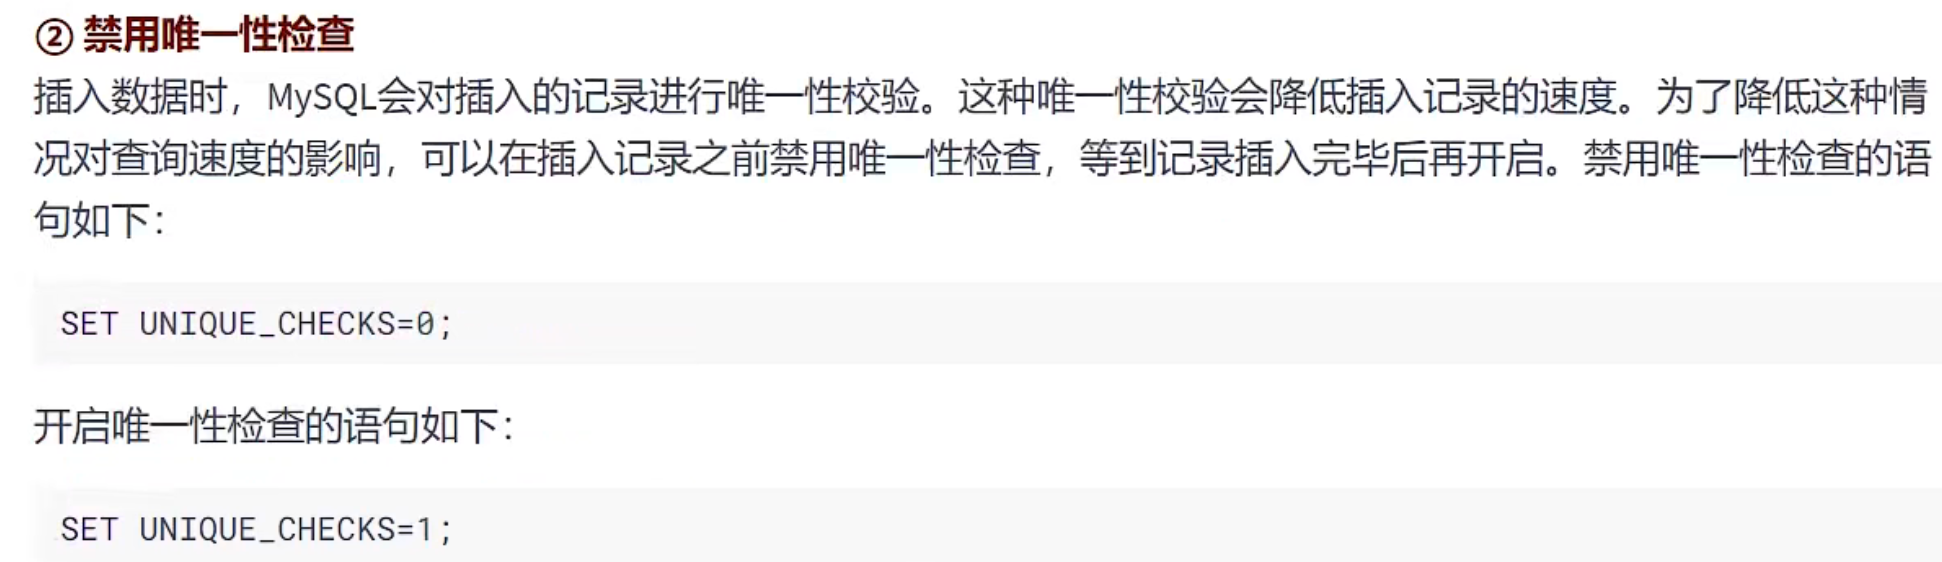 ② 禁用唯一性检查
插入数据时，MySQL会对插入的记录进行唯一性校验。这种唯一性校验会降低插入记录的速度。为了降低这种情
况对查询速度的影响，可以在插入记录之前禁用唯一性检查，等到记录插入完毕后再开启。禁用唯一性检查的语
句如下：
SET UNIQUE_CHECKS=0;
开启唯一性检查的语句如下：
SET UNIQUE_CHECKS=1;